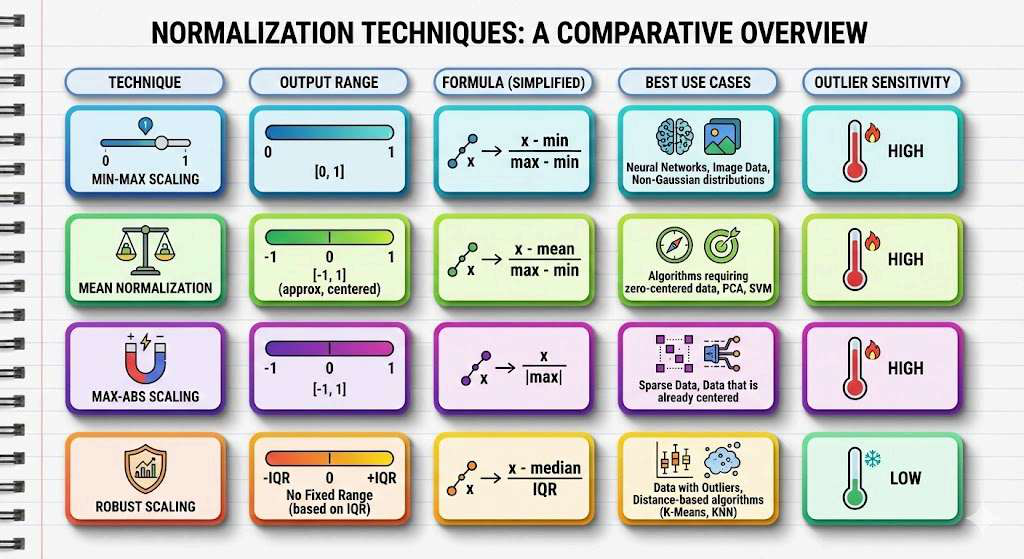 NORMALIZATION TECHNIQUES: A COMPARATIVE OVERVIEW
TECHNIQUE
OUTPUT RANGE
FORMULA (SIMPLIFIED)
BEST USE CASES
OUTLIER SENSITIVITY
1
0 1
MIN-MAX SCALING
0 1
[0, 1]
x → x - min
max - min
Neural Networks, Image Data,
Non-Gaussian distributions
HIGH
MEAN NORMALIZATION
-1 0 1
[-1, 1]
(approx, centered)
x → x - mean
max - min
Algorithms requiring
zero-centered data, PCA, SVM
HIGH
+ -
MAX-ABS SCALING
-1 0 1
[-1, 1]
x → x
|max|
Sparse Data, Data that is
already centered
HIGH
ROBUST SCALING
-IQR 0 +IQR
No Fixed Range
(based on IQR)
x → x - median
IQR
Data with Outliers,
Distance-based algorithms
(K-Means, KNN)
LOW